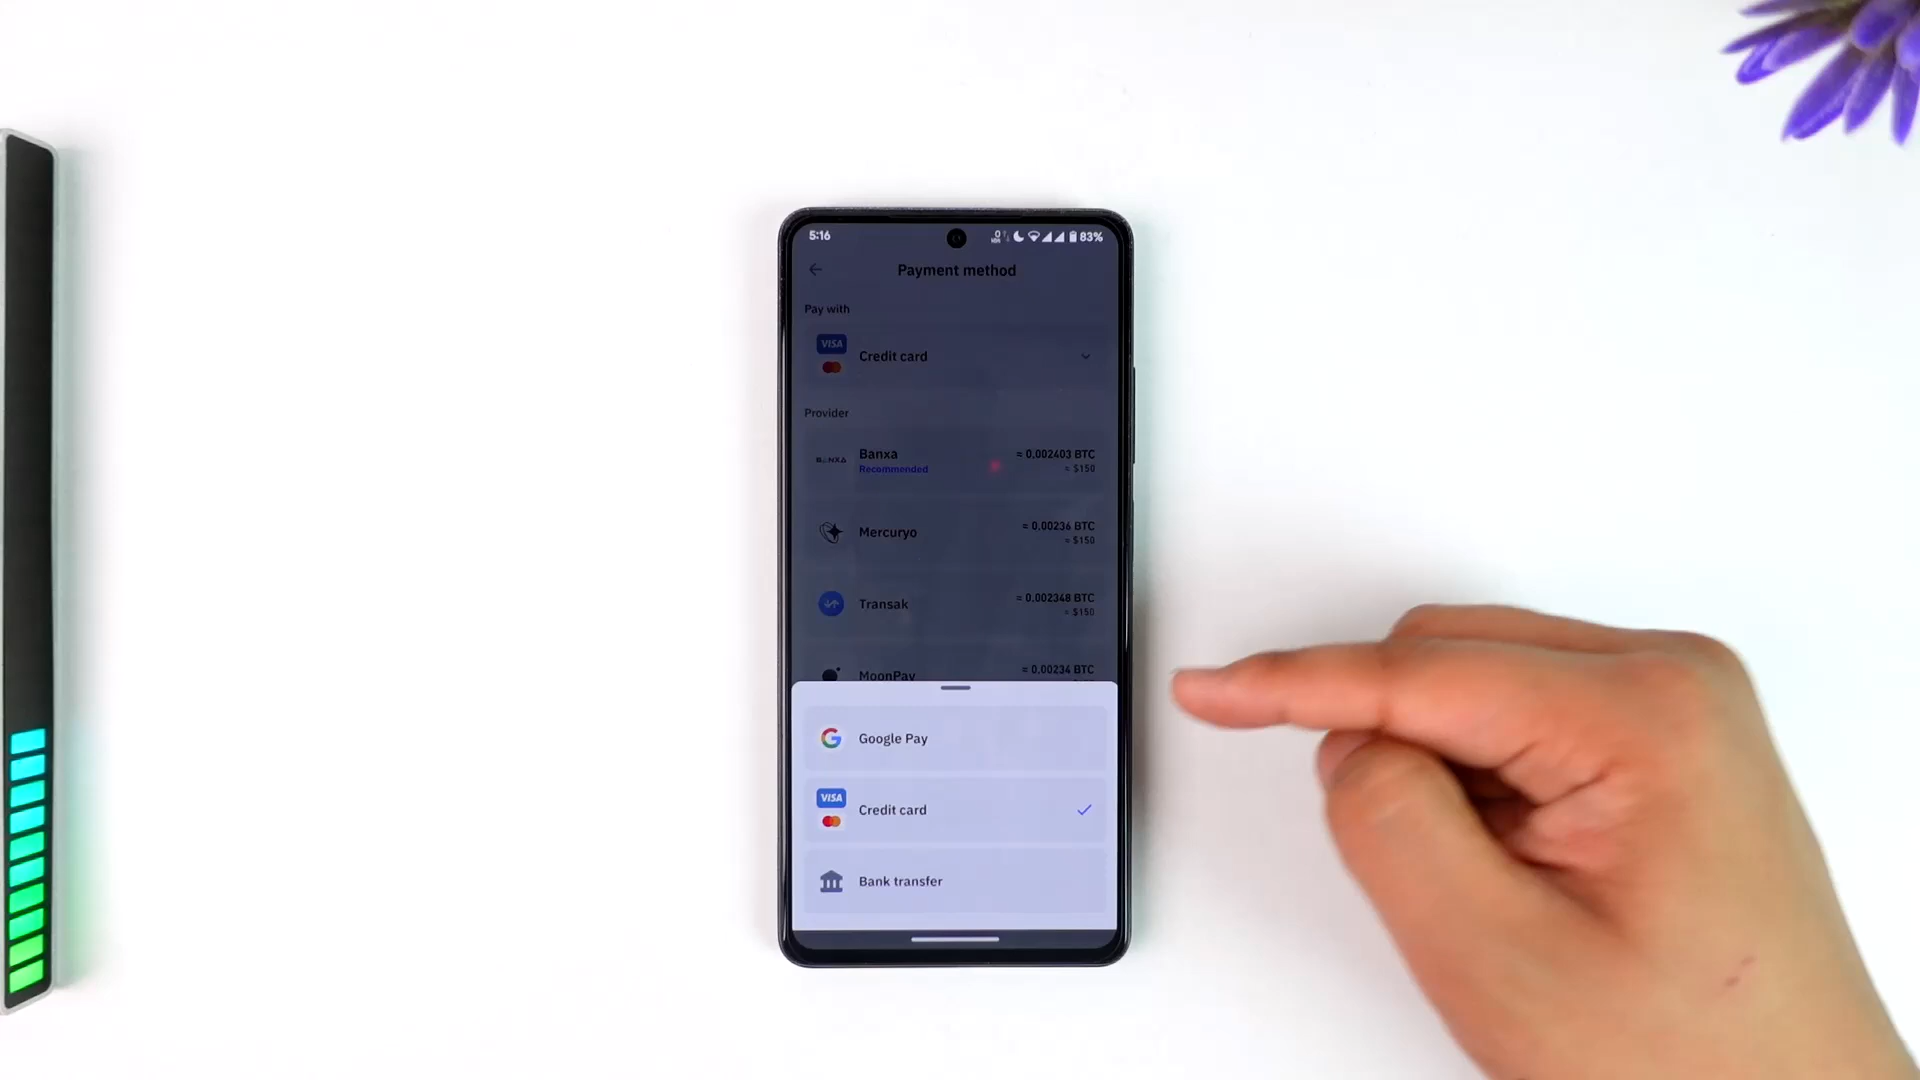 5:16
83%
Payment method
Pay with
VISA
Credit card
Provider
BANXA
Banxa
≈ 0.002403 BTC
Recommended
≈ $150
Mercuryo
≈ 0.00236 BTC
≈ $150
Transak
≈ 0.002348 BTC
≈ $150
MoonPay
≈ 0.00234 BTC
Google Pay
VISA
Credit card
Bank transfer